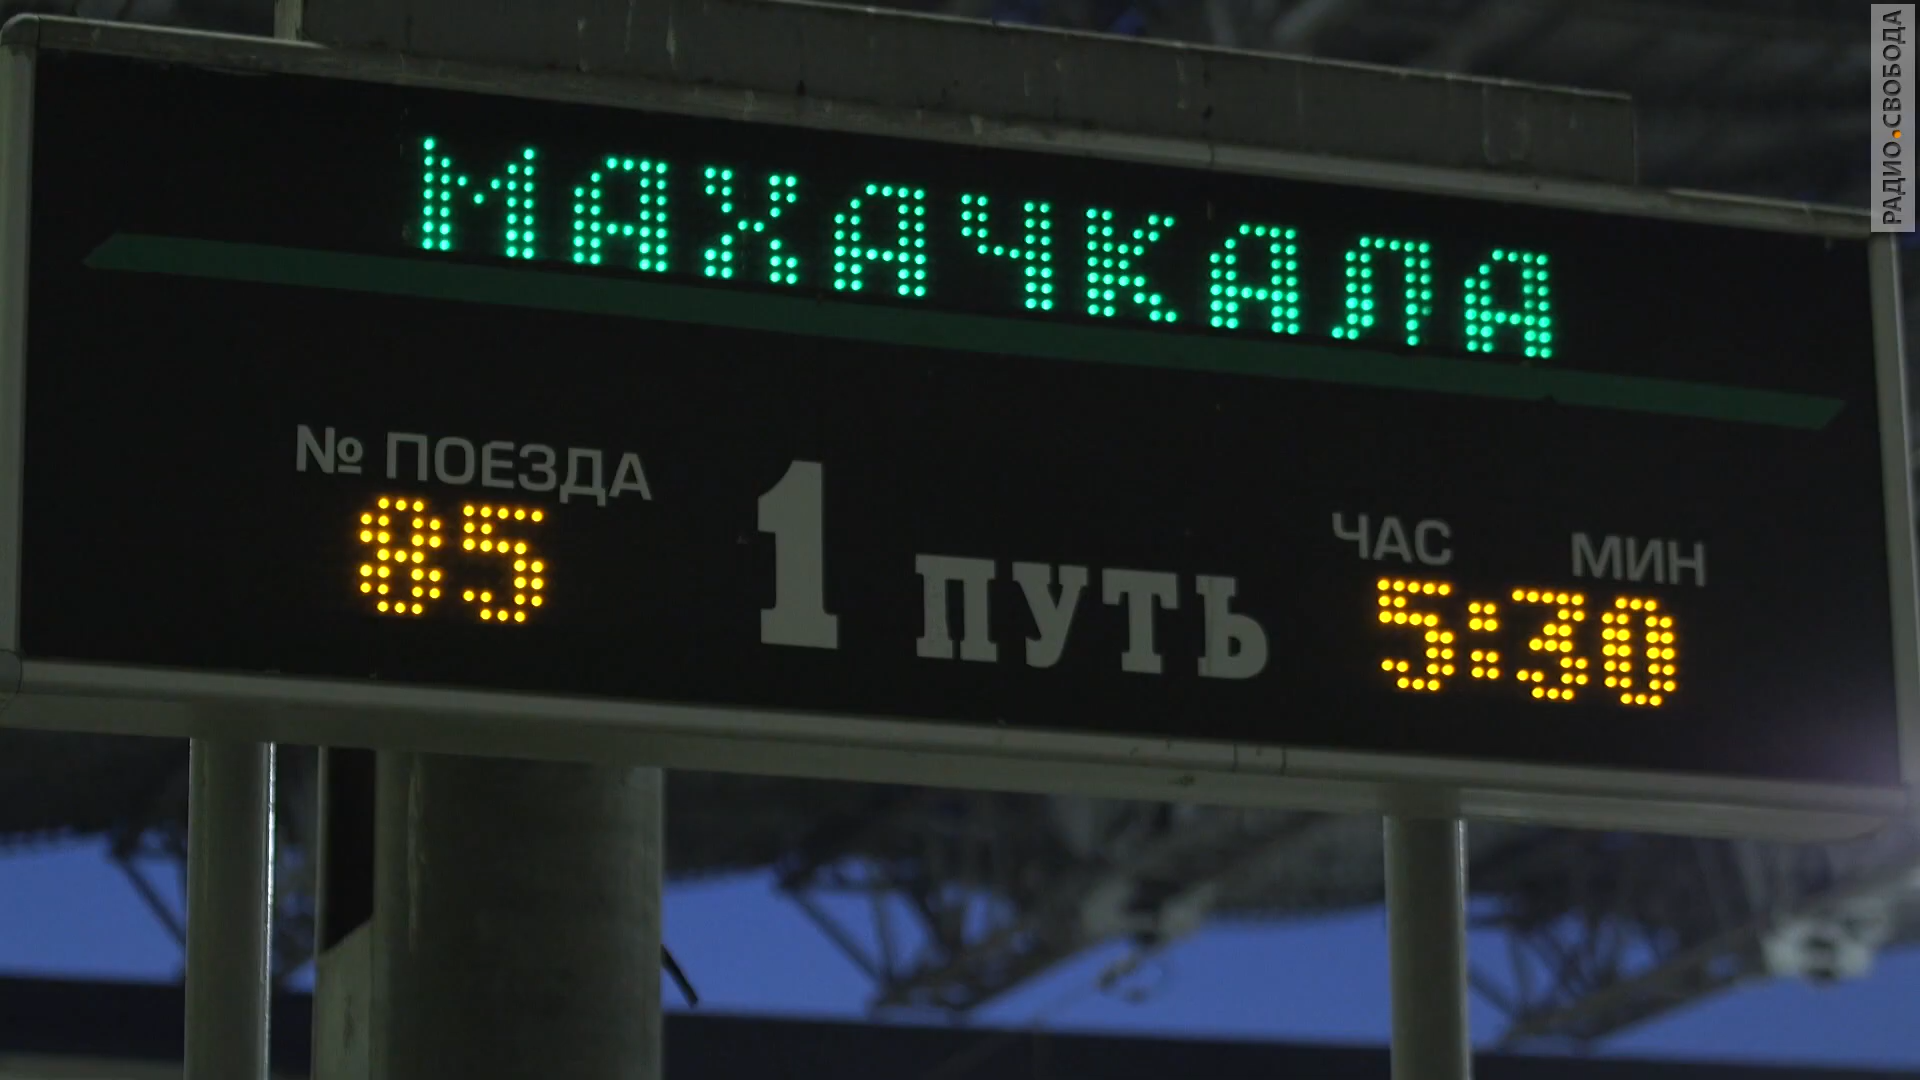 МАХАЧКАЛА
№ ПОЕЗДА
85
1 ПУТЬ
ЧАС МИН
5:30
РАДИО.СВОБОДА